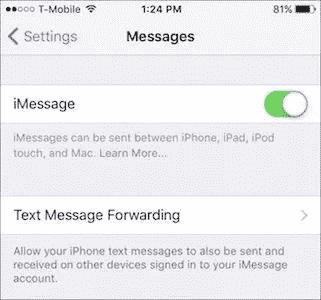 T-Mobile 1:24 PM 81%
Settings Messages
iMessage
iMessages can be sent between iPhone, iPad, iPod
touch, and Mac. Learn More...
Text Message Forwarding
Allow your iPhone text messages to also be sent and
received on other devices signed in to your iMessage
account.